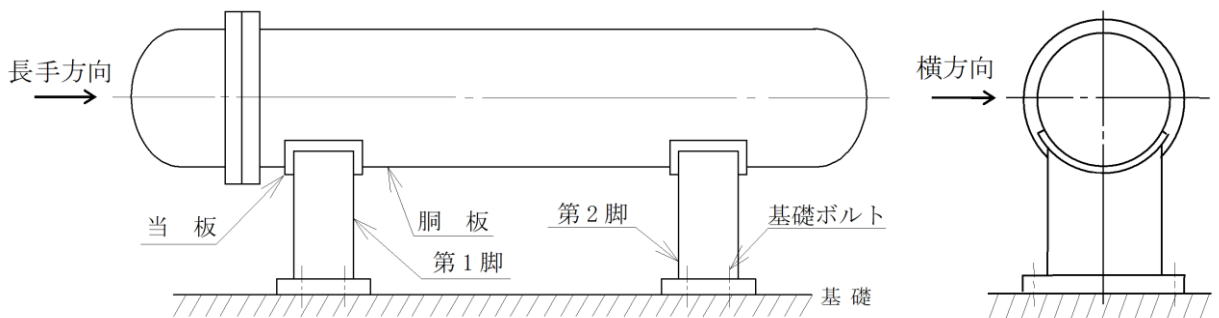 長手方向
横方向
当 板
胴 板
第1脚
第2脚
基礎ボルト
基 礎